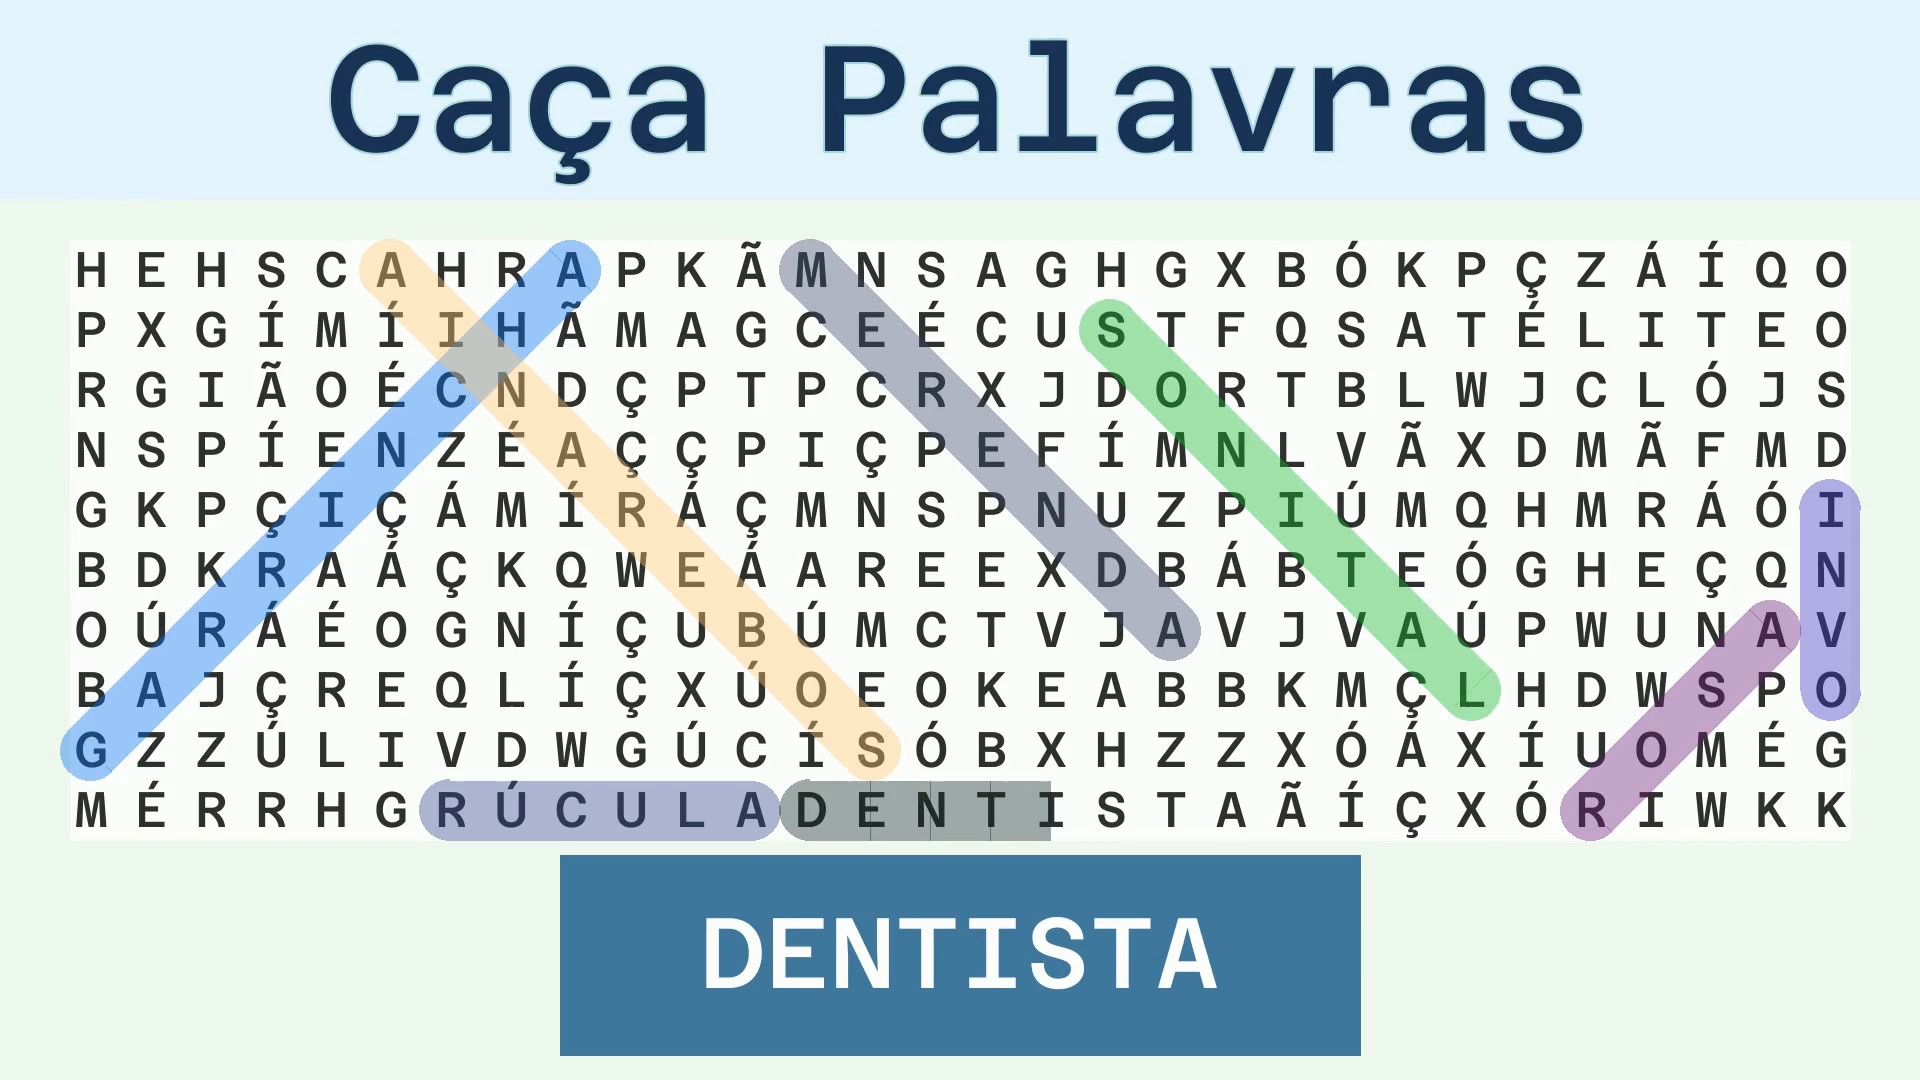 Caça Palavras
H E H S C A H R A P K Ã M N S A G H G X B Ó K P Ç Z Á Í Q O
P X G Í M Í I H Ã M A G C E É C U S T F Q S A T É L I T E O
R G I Ã O É C N D Ç P T P C R X J D O R T B L W J C L Ó J S
N S P Í E N Z É A Ç Ç P I Ç P E F Í M N L V Ã X D M Ã F M D
G K P Ç I Ç Á M Í R Á Ç M N S P N U Z P I Ú M Q H M R Á Ó I
B D K R A Á Ç K Q W E Á A R E E X D B Á B T E Ó G H E Ç Q N
O Ú R Á É O G N Í Ç U B Ú M C T V J A V J V A Ú P W U N A V
B A J Ç R E Q L Í Ç X Ú O E O K E A B B K M Ç L H D W S P O
G Z Z Ú L I V D W G Ú C Í S Ó B X H Z Z X Ó Á X Í U O M É G
M É R R H G R Ú C U L A D E N T I S T A Ã Í Ç X Ó R I W K K
DENTISTA